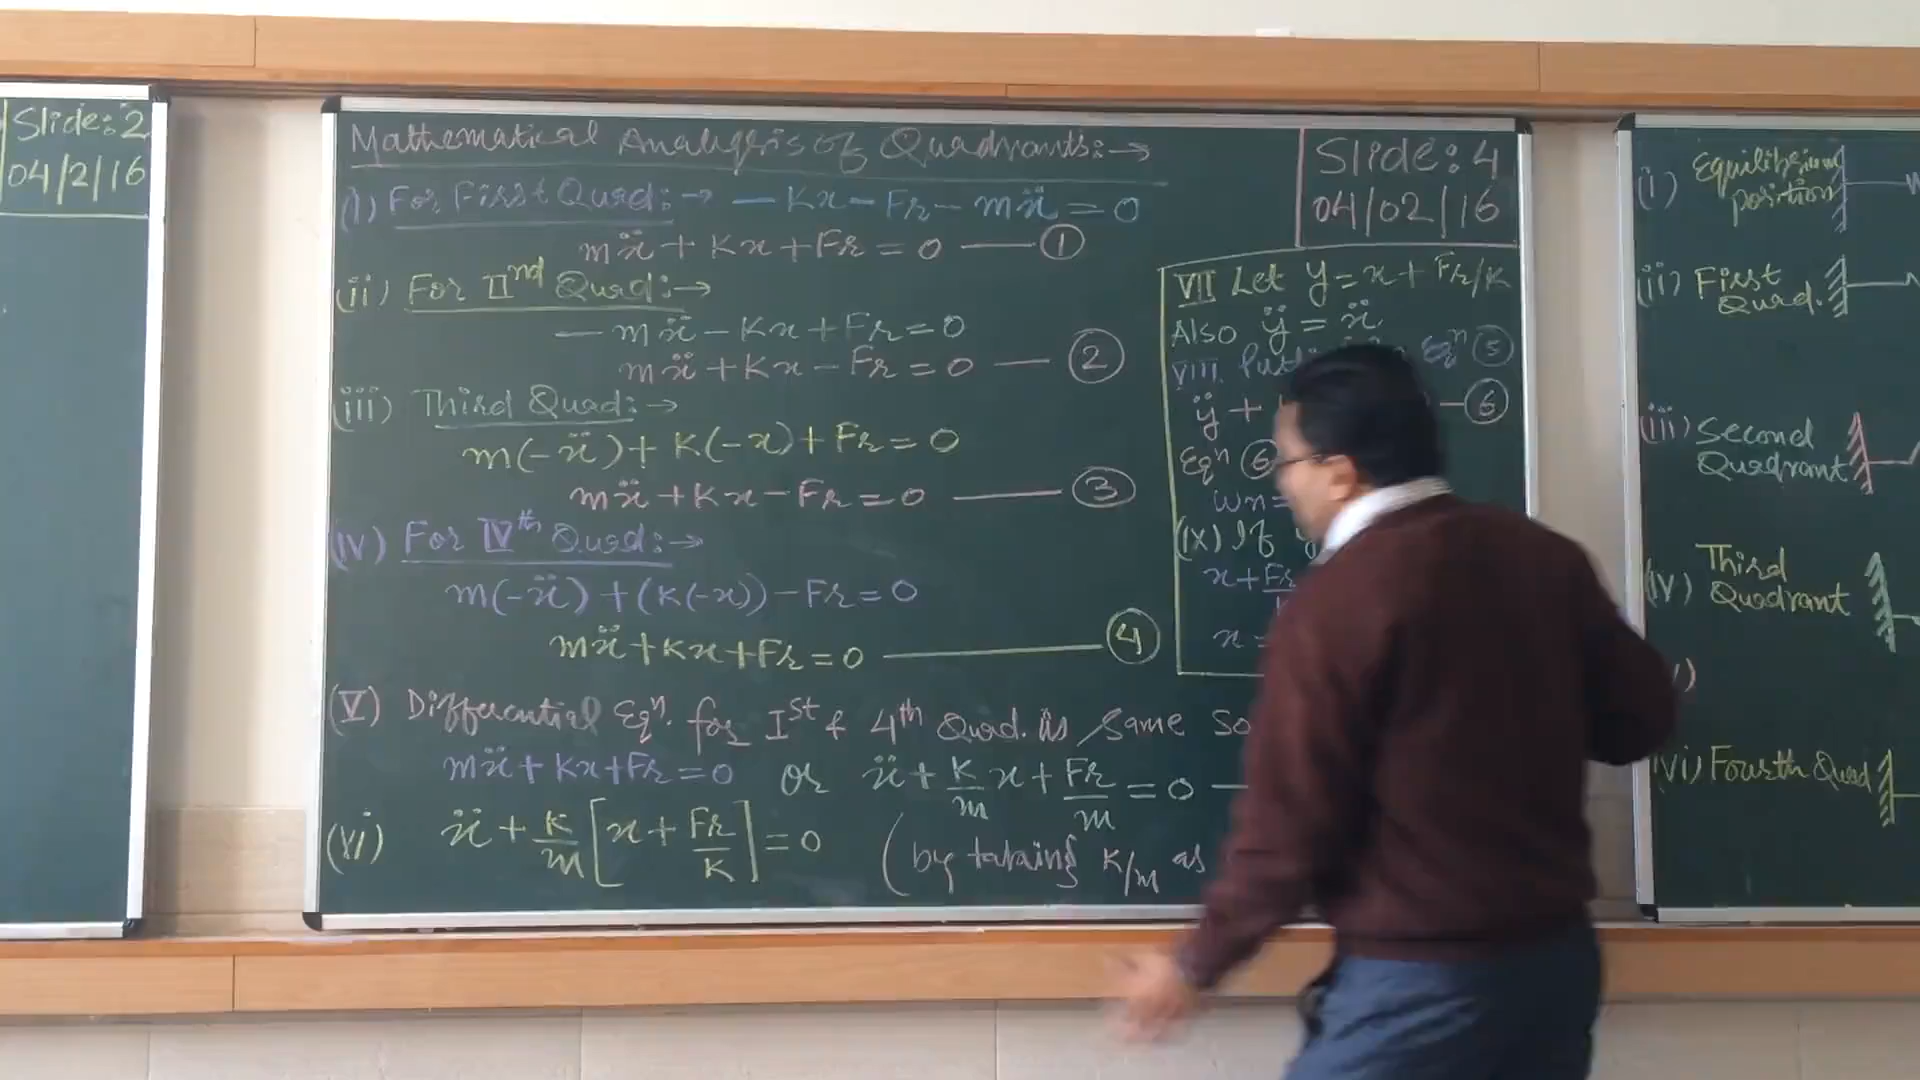 Slide: 2
04/2/16
Mathematical Analysis of Quadrants:→
Slide: 4
04/02/16
(i) For First Quad:→ −Kx − Fr − mẍ = 0
mẍ + Kx + Fr = 0 — ①
(ii) For IInd Quad:→
− mẍ − Kx + Fr = 0
mẍ + Kx − Fr = 0 — ②
(iii) Third Quad:→
m(−ẍ) + K(−x) + Fr = 0
mẍ + Kx − Fr = 0 — ③
(iv) For IVth Quad:→
m(−ẍ) + (K(−x)) − Fr = 0
mẍ + Kx + Fr = 0 — ④
(V) Differential Eqn. for Ist & 4th Quad. is same so
mẍ + Kx + Fr = 0 or ẍ + K/m x + Fr/m = 0 —
(vi) ẍ + K/m [x + Fr/K] = 0 (by taking K/m as
VII Let y = x + Fr/K
Also ÿ = ẍ
VIII. Eqn ⑤
ÿ + — ⑥
Eqn ⑥
wn =
(ix) If y
x + Fr
x =
(i) Equilibrium
position
(ii) First
Quad.
(iii) Second
Quadrant
(iv) Third
Quadrant
)
(vi) Fourth Quad